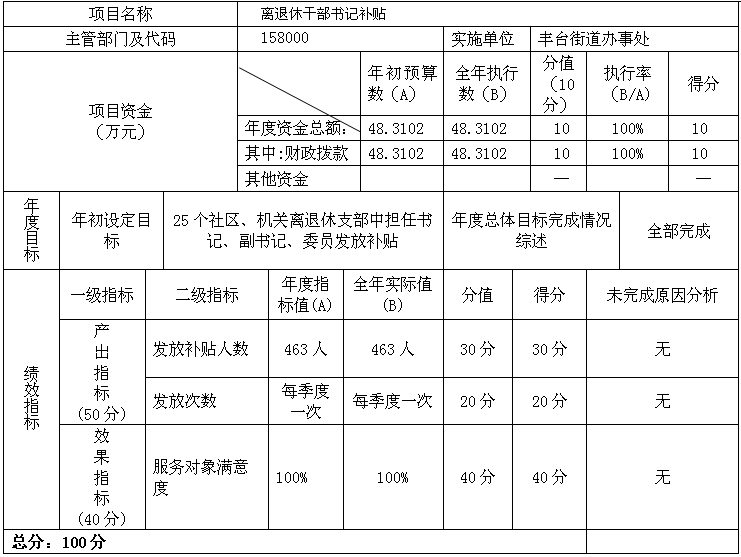 项目名称 离退休干部书记补贴
主管部门及代码 158000 实施单位 丰台街道办事处
项目资金
（万元）
年初预算
数（A）
全年执行
数（B）
分值
（10
分）
执行率
（B/A）
得分
年度资金总额： 48.3102 48.3102 10 100% 10
其中:财政拨款 48.3102 48.3102 10 100% 10
其他资金 — —
年度目标
年初设定目
标
25个社区、机关离退休支部中担任书
记、副书记、委员发放补贴
年度总体目标完成情况
综述
全部完成
绩效指标
一级指标 二级指标
年度指
标值(A)
全年实际值
(B)
分值 得分 未完成原因分析
产
出
指
标
(50分)
发放补贴人数 463人 463人 30分 30分 无
发放次数
每季度
一次
每季度一次 20分 20分 无
效
果
指
标
(40分)
服务对象满意
度
100% 100% 40分 40分 无
总分：100分